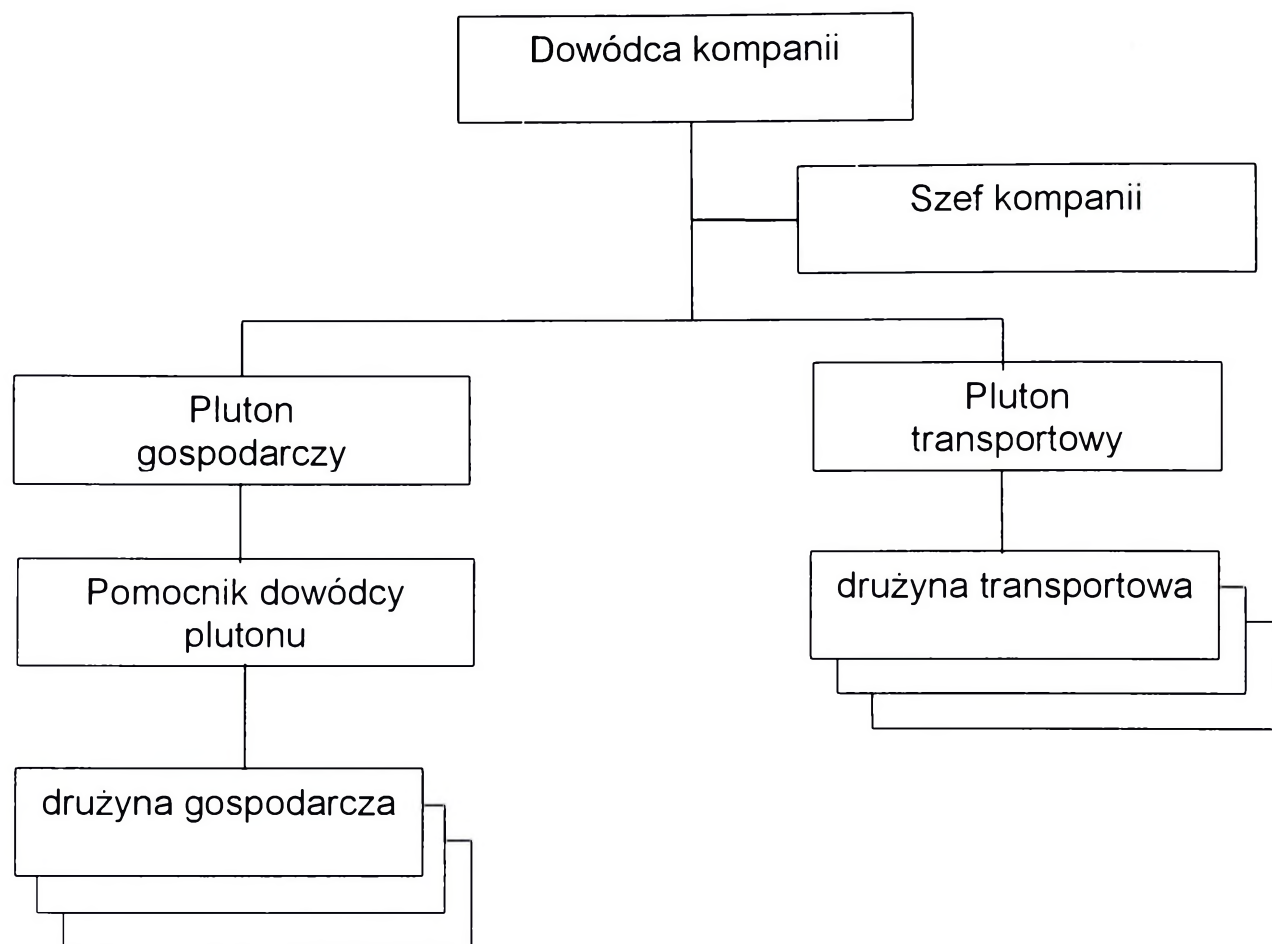 Dowódca kompanii
Szef kompanii
Pluton
gospodarczy
Pluton
transportowy
Pomocnik dowódcy
plutonu
drużyna transportowa
drużyna gospodarcza